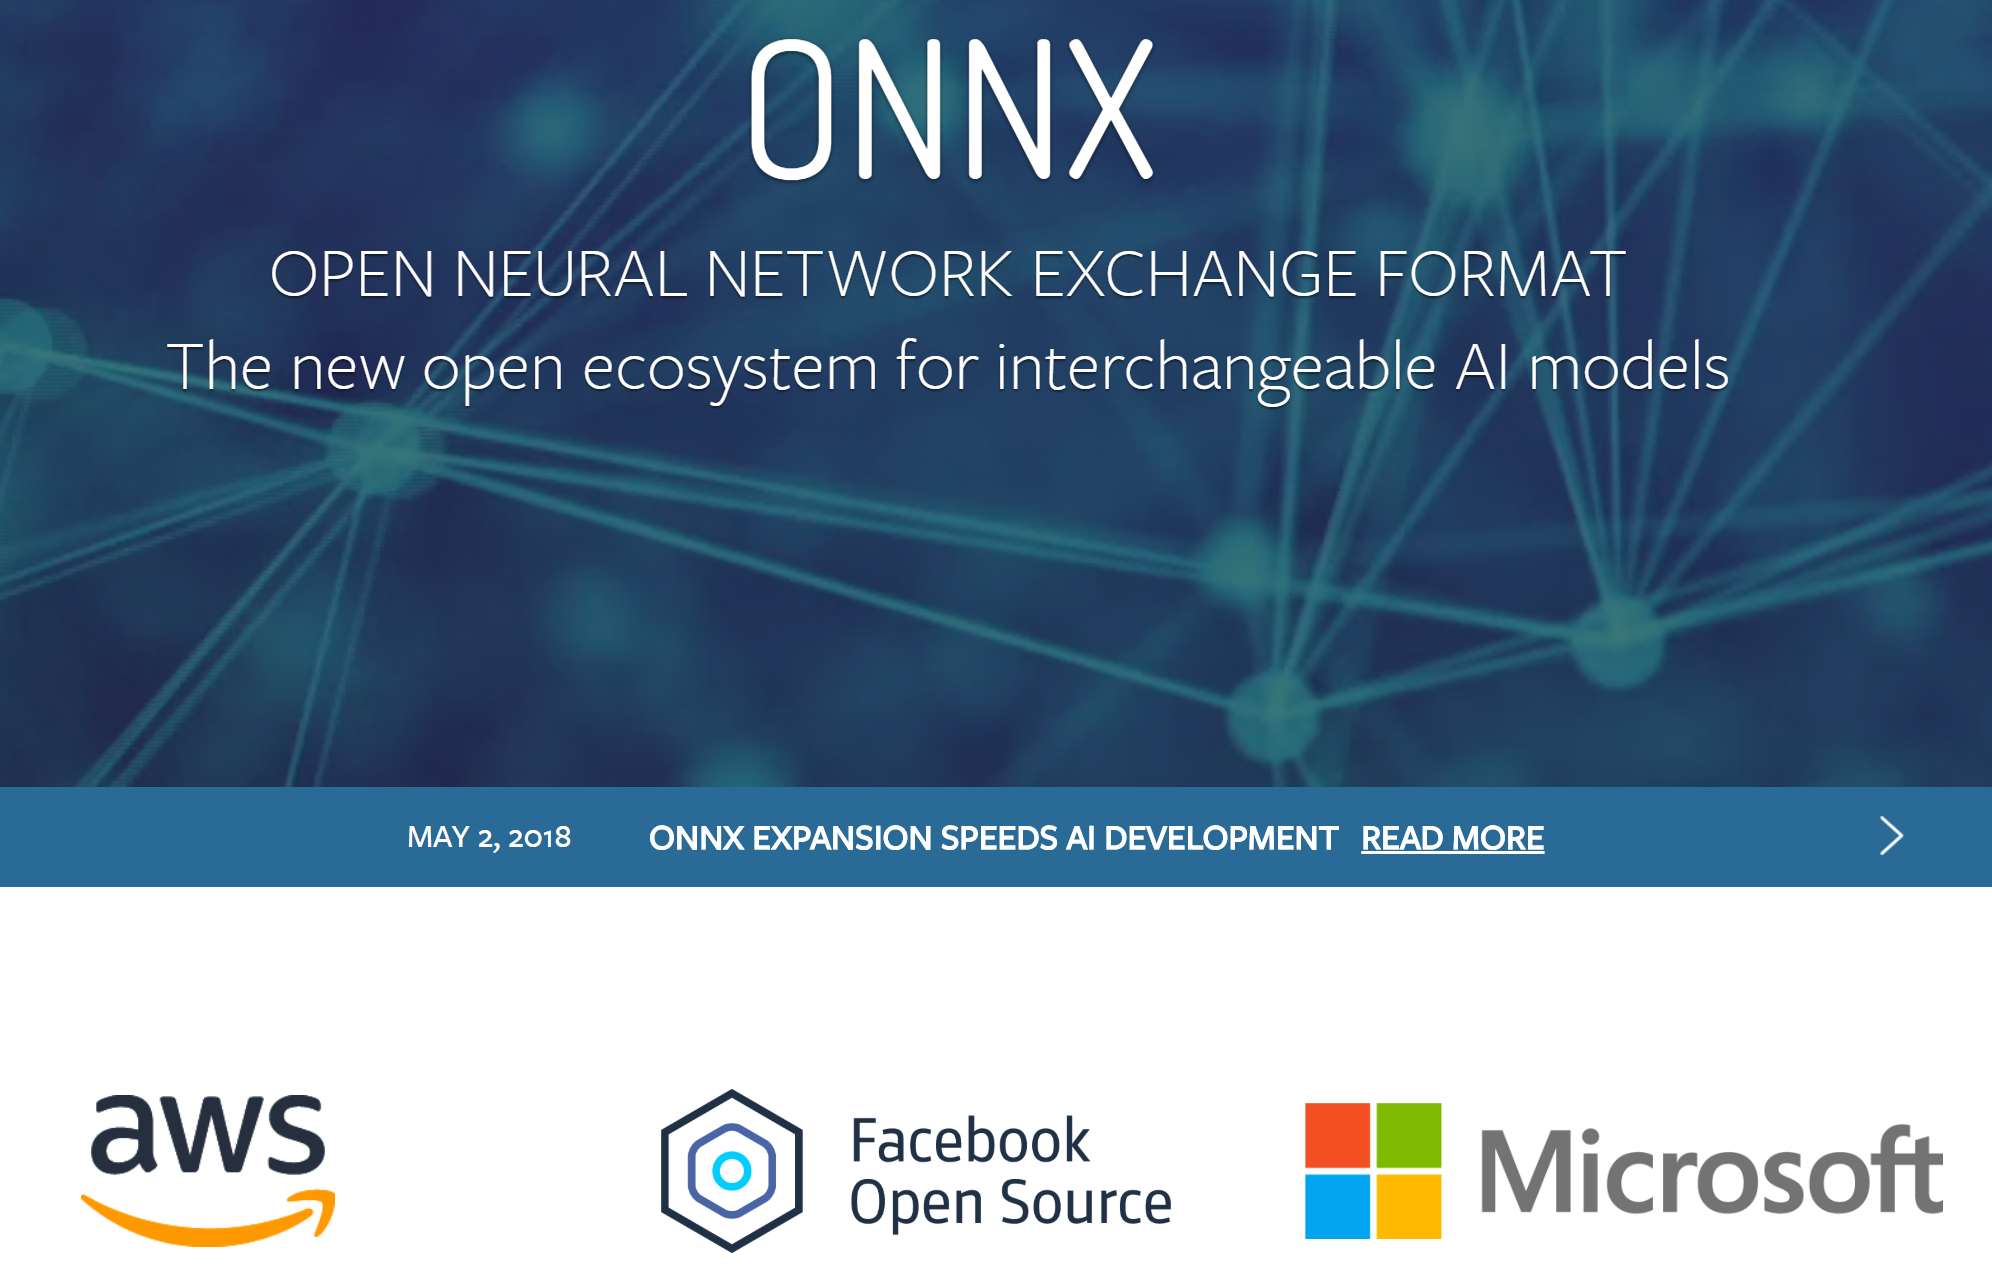 ONNX
OPEN NEURAL NETWORK EXCHANGE FORMAT
The new open ecosystem for interchangeable AI models
MAY 2, 2018 ONNX EXPANSION SPEEDS AI DEVELOPMENT READ MORE
aws
Facebook
Open Source
Microsoft